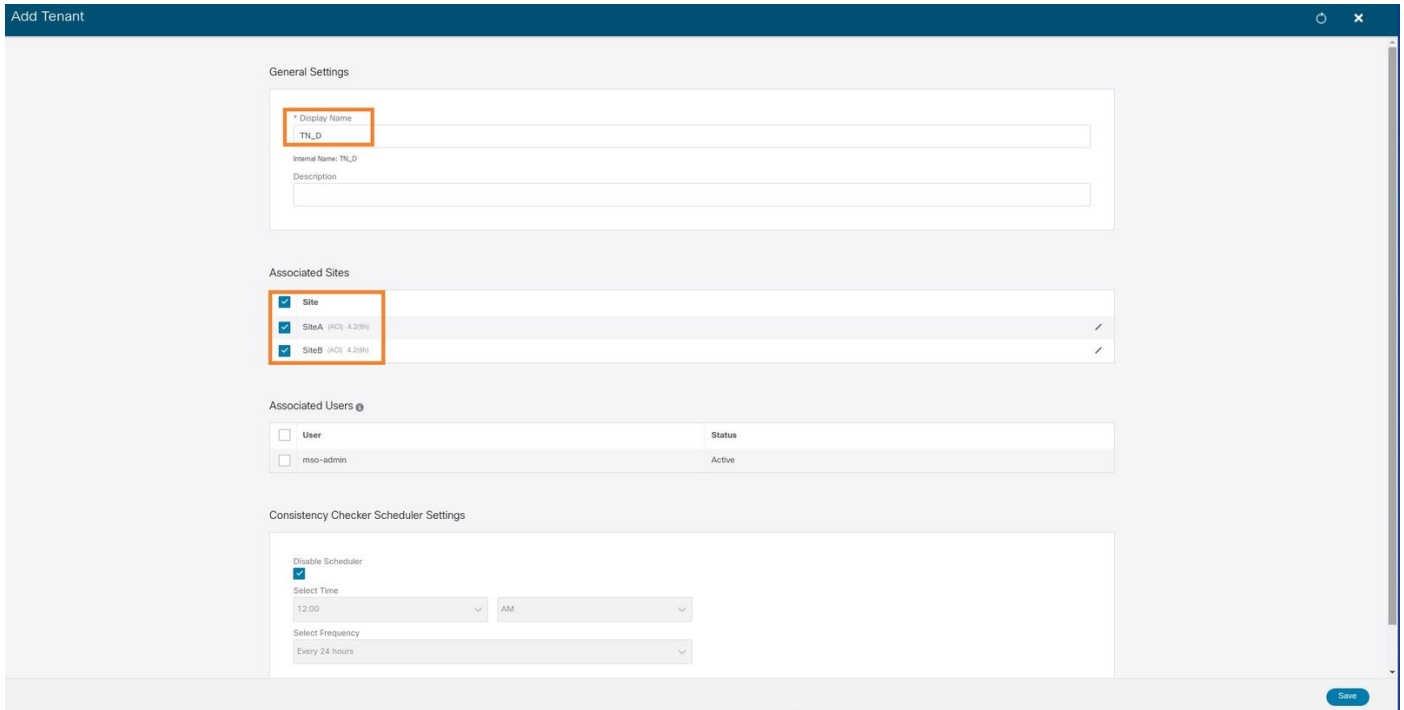 Add Tenant
General Settings
* Display Name
TN_D
Internal Name: TN_D
Description
Associated Sites
Site
SiteA (ACI) 4.2(6h)
SiteB (ACI) 4.2(6h)
Associated Users
User Status
mso-admin Active
Consistency Checker Scheduler Settings
Disable Scheduler
Select Time
12:00 AM
Select Frequency
Every 24 hours
Save